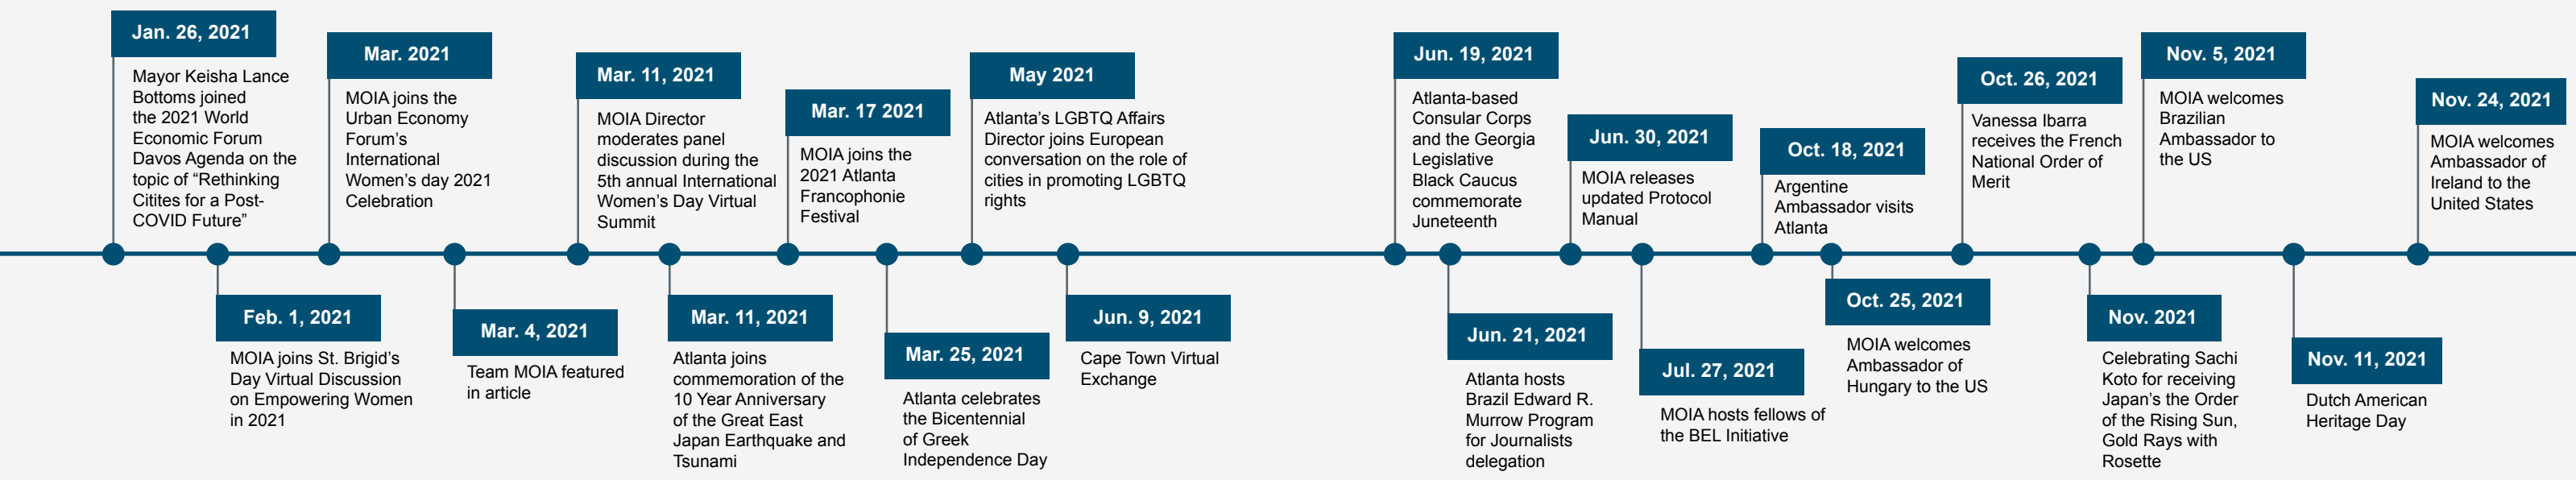 Jan. 26, 2021
Mayor Keisha Lance
Bottoms joined
the 2021 World
Economic Forum
Davos Agenda on the
topic of “Rethinking
Citites for a Post-
COVID Future”
Feb. 1, 2021
MOIA joins St. Brigid’s
Day Virtual Discussion
on Empowering Women
in 2021
Mar. 2021
MOIA joins the
Urban Economy
Forum’s
International
Women’s day 2021
Celebration
Mar. 4, 2021
Team MOIA featured
in article
Mar. 11, 2021
MOIA Director
moderates panel
discussion during the
5th annual International
Women’s Day Virtual
Summit
Mar. 11, 2021
Atlanta joins
commemoration of the
10 Year Anniversary
of the Great East
Japan Earthquake and
Tsunami
Mar. 17 2021
MOIA joins the
2021 Atlanta
Francophonie
Festival
Mar. 25, 2021
Atlanta celebrates
the Bicentennial
of Greek
Independence Day
May 2021
Atlanta’s LGBTQ Affairs
Director joins European
conversation on the role of
cities in promoting LGBTQ
rights
Jun. 9, 2021
Cape Town Virtual
Exchange
Jun. 19, 2021
Atlanta-based
Consular Corps
and the Georgia
Legislative
Black Caucus
commemorate
Juneteenth
Jun. 21, 2021
Atlanta hosts
Brazil Edward R.
Murrow Program
for Journalists
delegation
Jun. 30, 2021
MOIA releases
updated Protocol
Manual
Jul. 27, 2021
MOIA hosts fellows of
the BEL Initiative
Oct. 18, 2021
Argentine
Ambassador visits
Atlanta
Oct. 25, 2021
MOIA welcomes
Ambassador of
Hungary to the US
Oct. 26, 2021
Vanessa Ibarra
receives the French
National Order of
Merit
Nov. 2021
Celebrating Sachi
Koto for receiving
Japan’s the Order
of the Rising Sun,
Gold Rays with
Rosette
Nov. 5, 2021
MOIA welcomes
Brazilian
Ambassador to
the US
Nov. 11, 2021
Dutch American
Heritage Day
Nov. 24, 2021
MOIA welcomes
Ambassador of
Ireland to the
United States